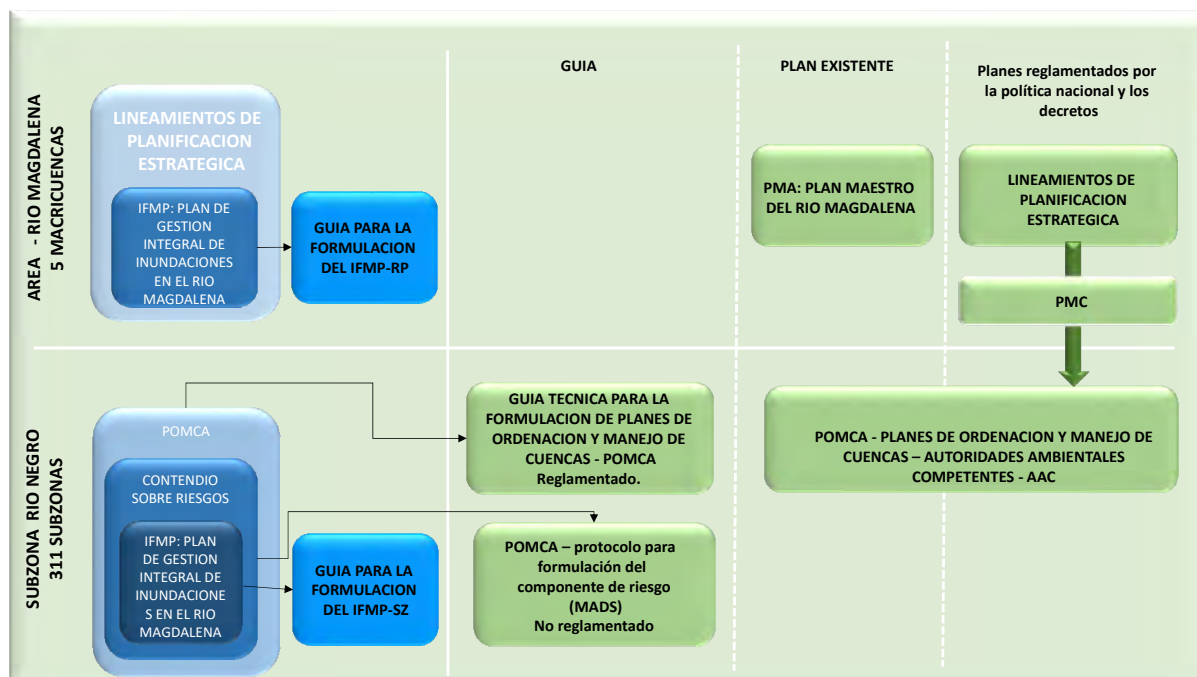 GUIA
PLAN EXISTENTE
Planes reglamentados por
la política nacional y los
decretos
AREA - RIO MAGDALENA
5 MACRICUENCAS
LINEAMIENTOS DE
PLANIFICACION
ESTRATEGICA
IFMP: PLAN DE
GESTION
INTEGRAL DE
INUNDACIONES
EN EL RIO
MAGDALENA
GUIA PARA LA
FORMULACION
DEL IFMP-RP
PMA: PLAN MAESTRO
DEL RIO MAGDALENA
LINEAMIENTOS DE
PLANIFICACION
ESTRATEGICA
PMC
SUBZONA RIO NEGRO
311 SUBZONAS
POMCA
CONTENDIO
SOBRE RIESGOS
IFMP: PLAN
DE GESTION
INTEGRAL DE
INUNDACIONE
S EN EL RIO
MAGDALENA
GUIA PARA LA
FORMULACION
DEL IFMP-SZ
GUIA TECNICA PARA LA
FORMULACION DE PLANES DE
ORDENACION Y MANEJO DE
CUENCAS - POMCA
Reglamentado.
POMCA – protocolo para
formulación del
componente de riesgo
(MADS)
No reglamentado
POMCA - PLANES DE ORDENACION Y MANEJO DE
CUENCAS – AUTORIDADES AMBIENTALES
COMPETENTES - AAC